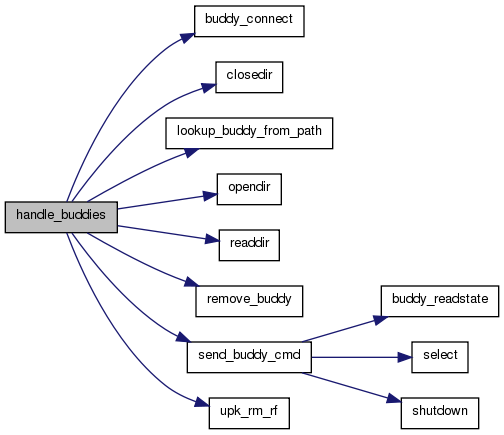 handle_buddies
buddy_connect
closedir
lookup_buddy_from_path
opendir
readdir
remove_buddy
send_buddy_cmd
upk_rm_rf
buddy_readstate
select
shutdown